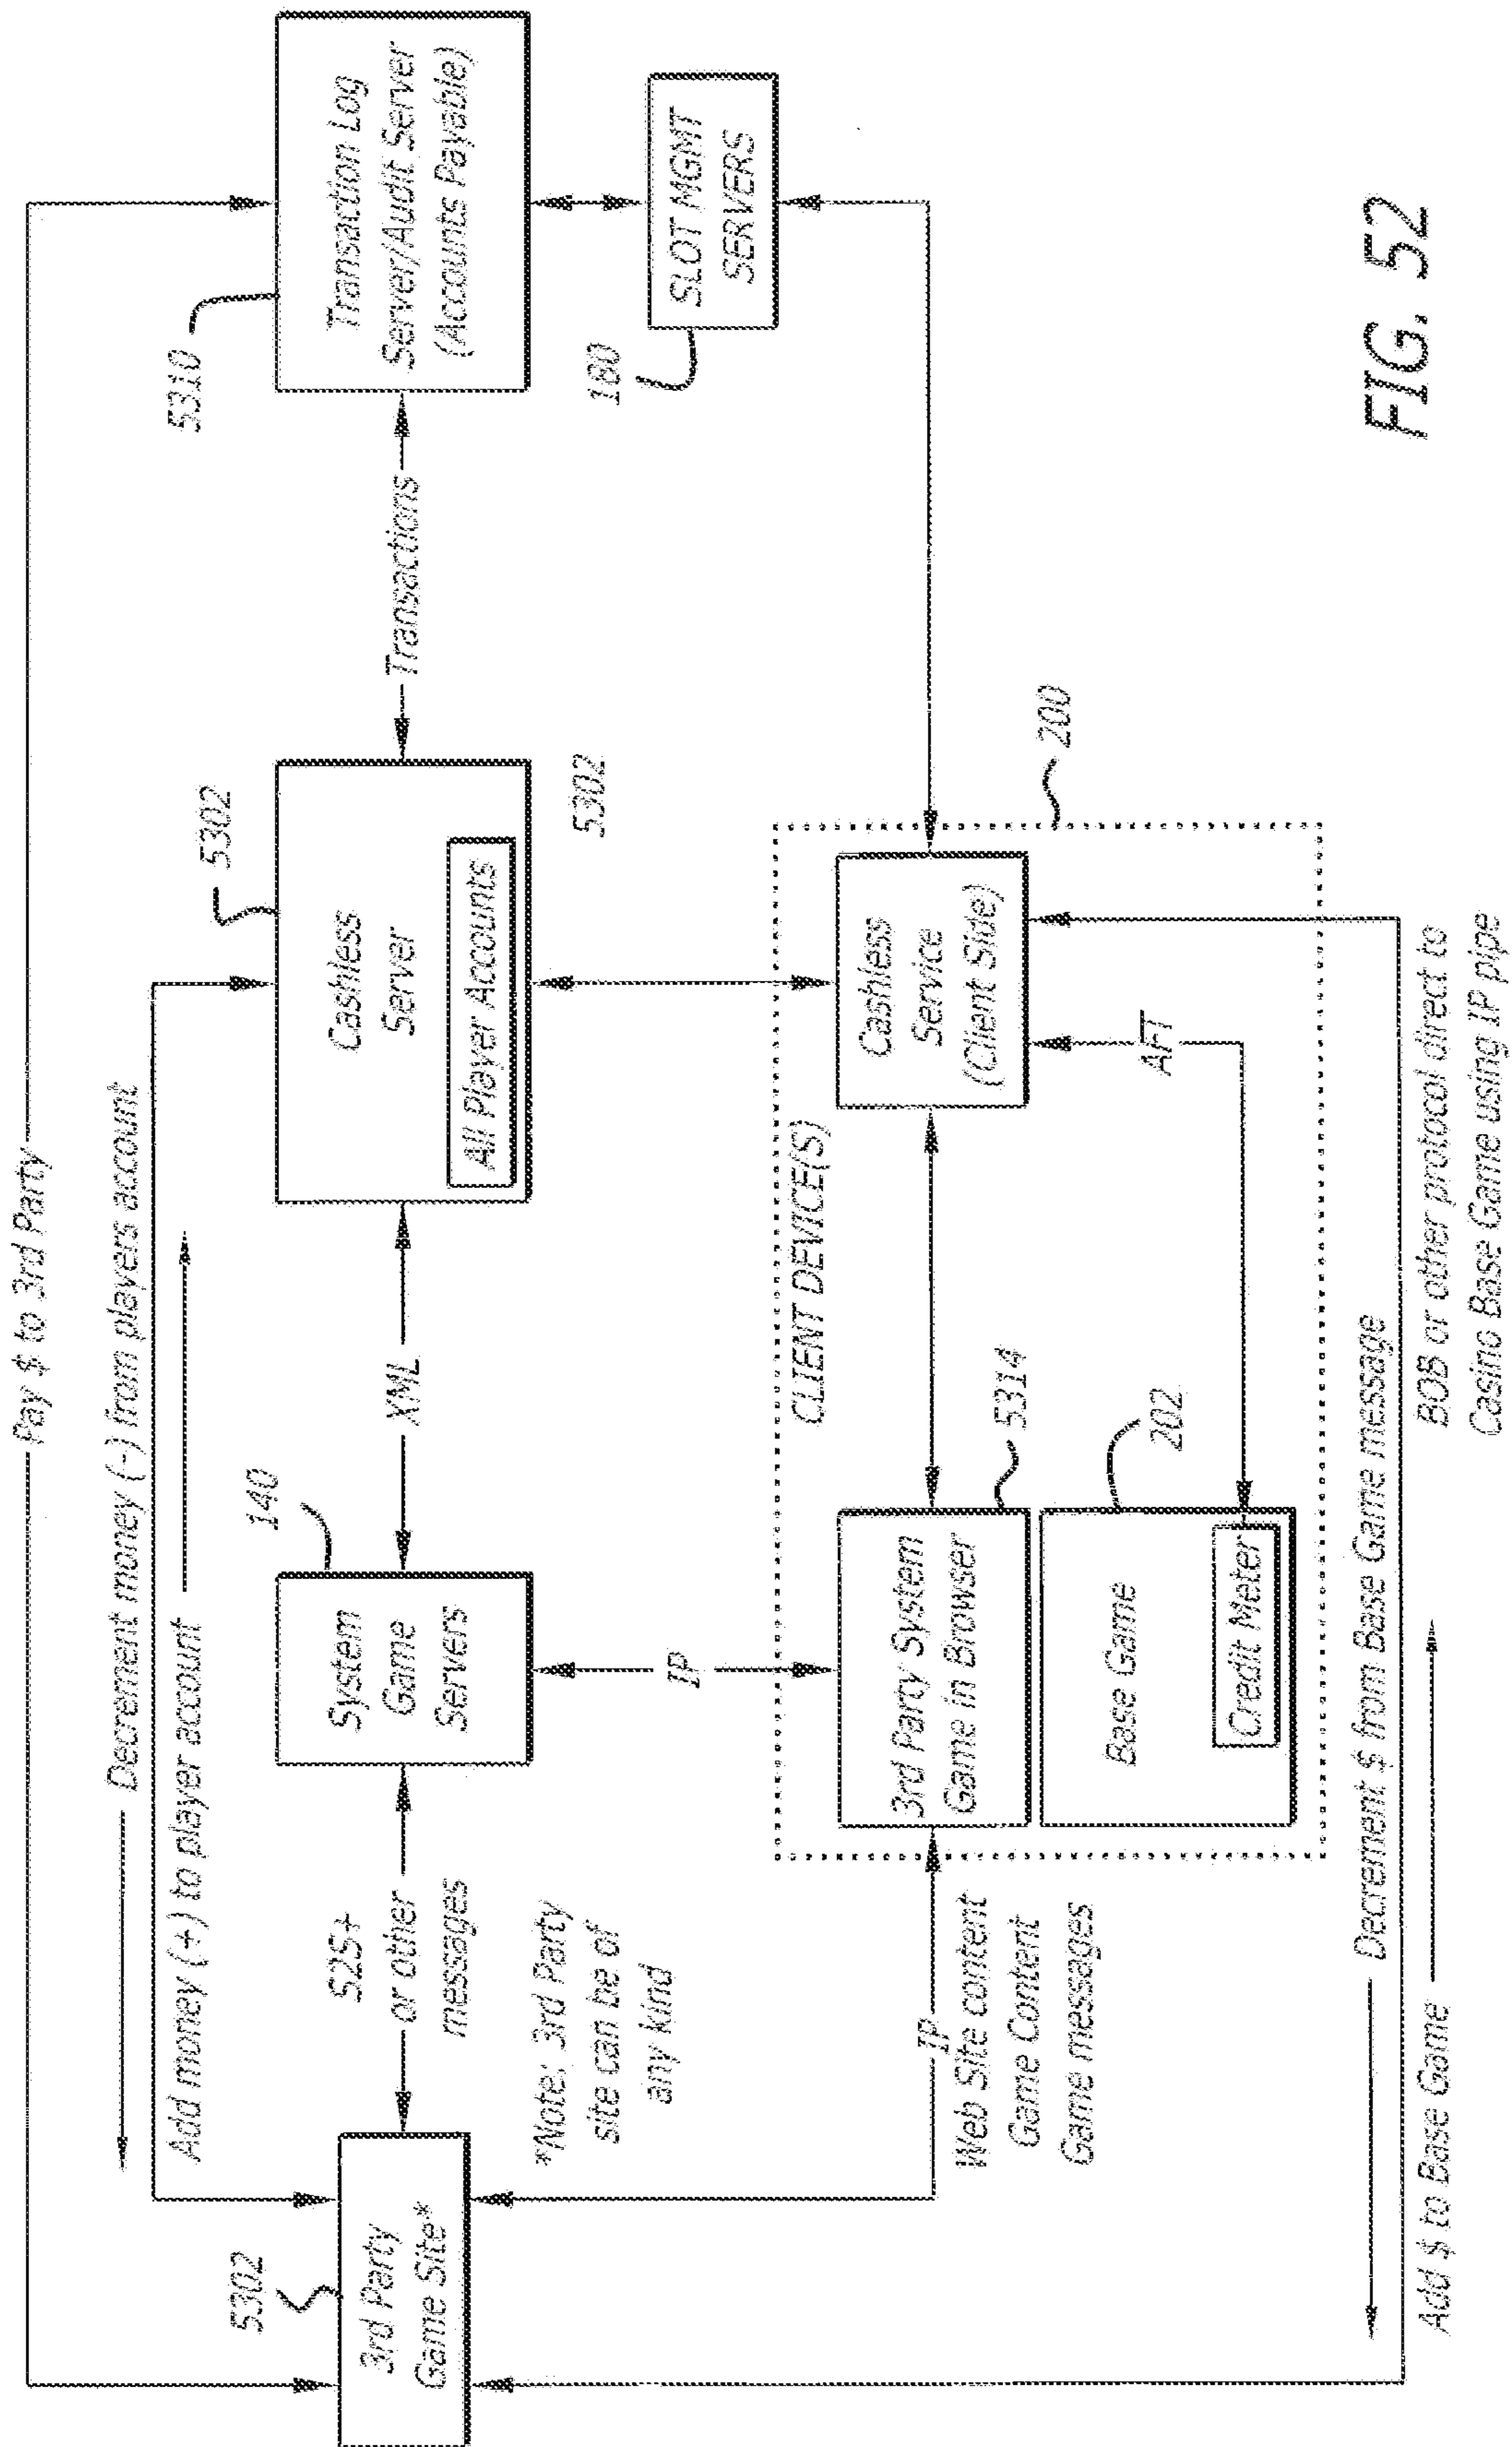 Pay $ to 3rd Party
Decrement money (-) from players account
Add money (+) to player account
5302
3rd Party
Game Site*
S2S+
or other
messages
*Note: 3rd Party
site can be of
any kind
140
System
Game
Servers
XML
5302
Cashless
Server
All Player Accounts
5302
Transactions
5310
Transaction Log
Server/Audit Server
(Accounts Payable)
180
SLOT MGMT
SERVERS
IP
IP
Web Site content
Game Content
Game messages
CLIENT DEVICE(S)
200
3rd Party System
Game in Browser
5314
Base Game
Credit Meter
202
Cashless
Service
(Client Side)
AFT
Decrement $ from Base Game message
Add $ to Base Game
BOB or other protocol direct to
Casino Base Game using IP pipe
FIG. 52